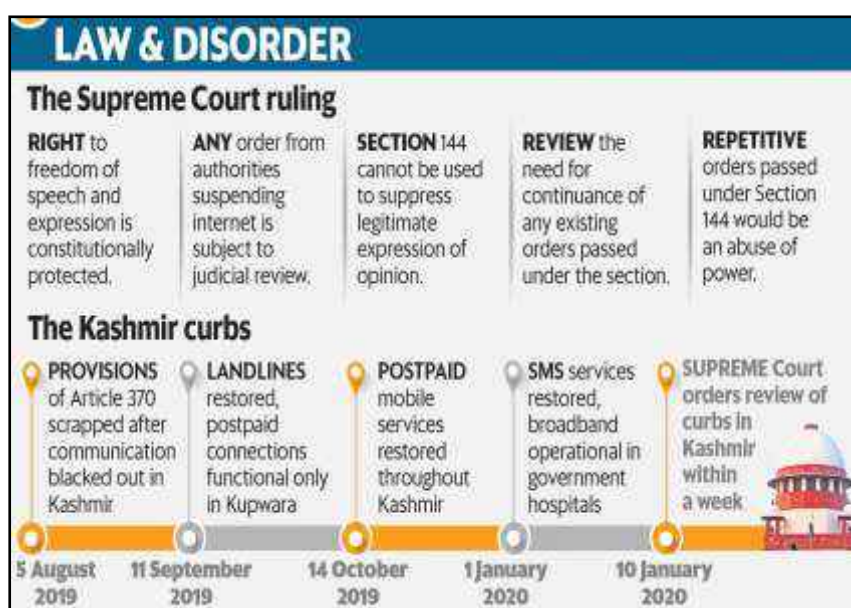 LAW & DISORDER
The Supreme Court ruling
RIGHT to
freedom of
speech and
expression is
constitutionally
protected.
ANY order from
authorities
suspending
internet is
subject to
judicial review.
SECTION 144
cannot be used
to suppress
legitimate
expression of
opinion.
REVIEW the
need for
continuance of
any existing
orders passed
under the section.
REPETITIVE
orders passed
under Section
144 would be
an abuse of
power.
The Kashmir curbs
PROVISIONS
of Article 370
scrapped after
communication
blacked out in
Kashmir
LANDLINES
restored,
postpaid
connections
functional only
in Kupwara
POSTPAID
mobile
services
restored
throughout
Kashmir
SMS services
restored,
broadband
operational in
government
hospitals
SUPREME Court
orders review of
curbs in
Kashmir
within
a week
5 August
2019
11 September
2019
14 October
2019
1 January
2020
10 January
2020